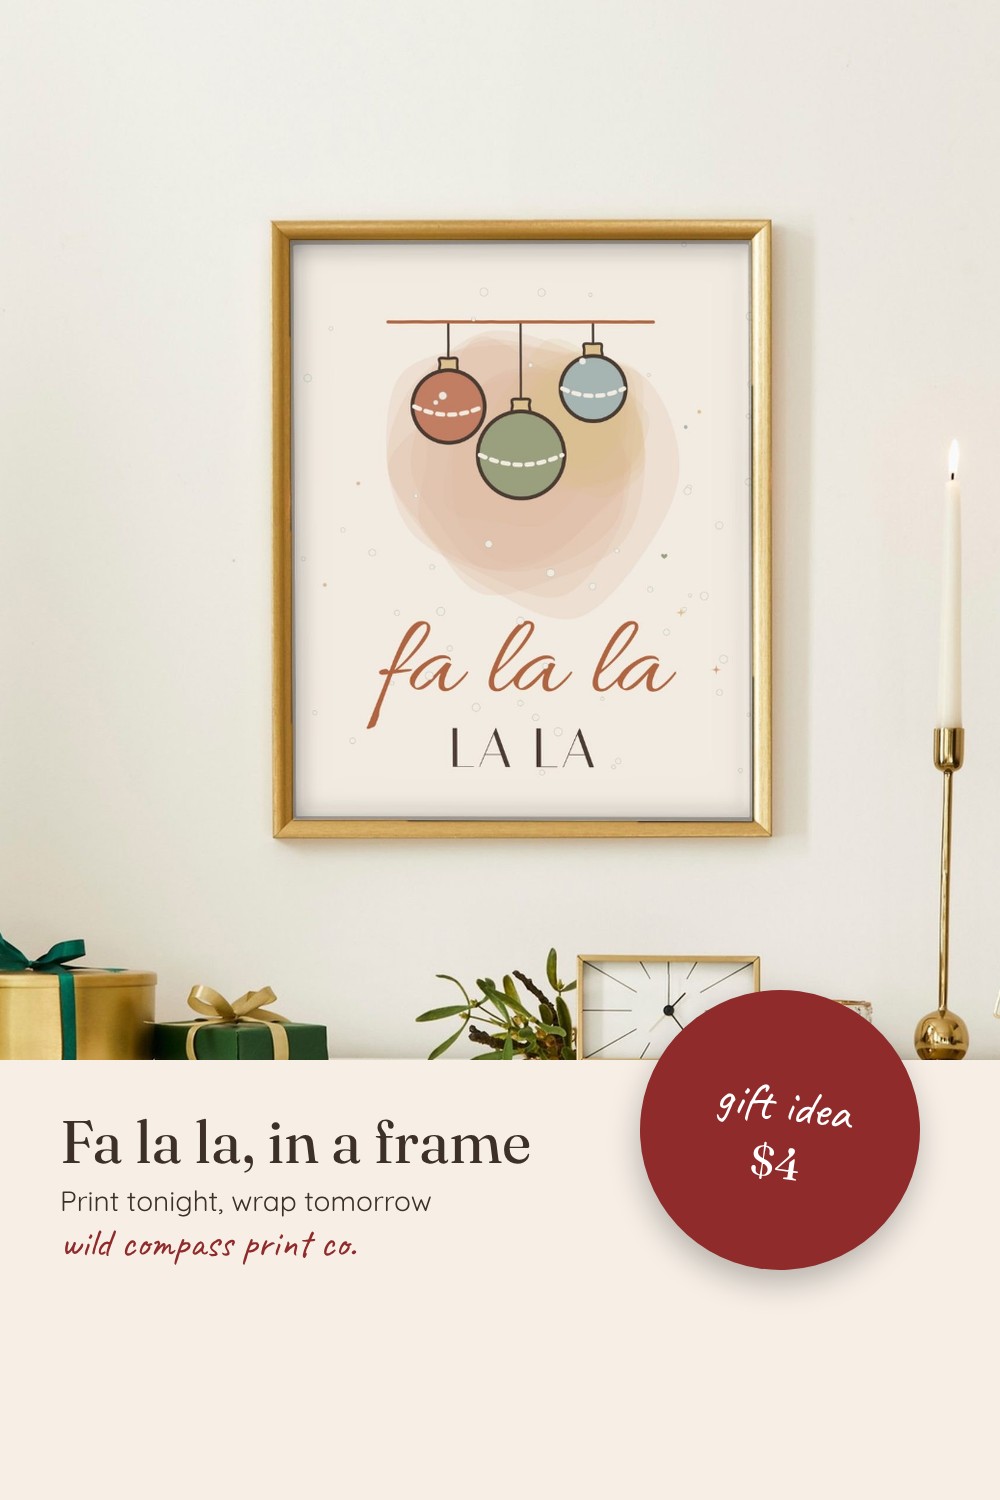 fa la la
LA LA
Fa la la, in a frame
Print tonight, wrap tomorrow
wild compass print co.
gift idea
$4